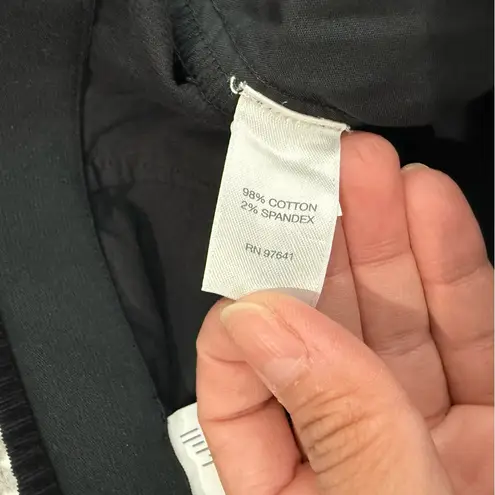 98% COTTON
2% SPANDEX
RN 97641